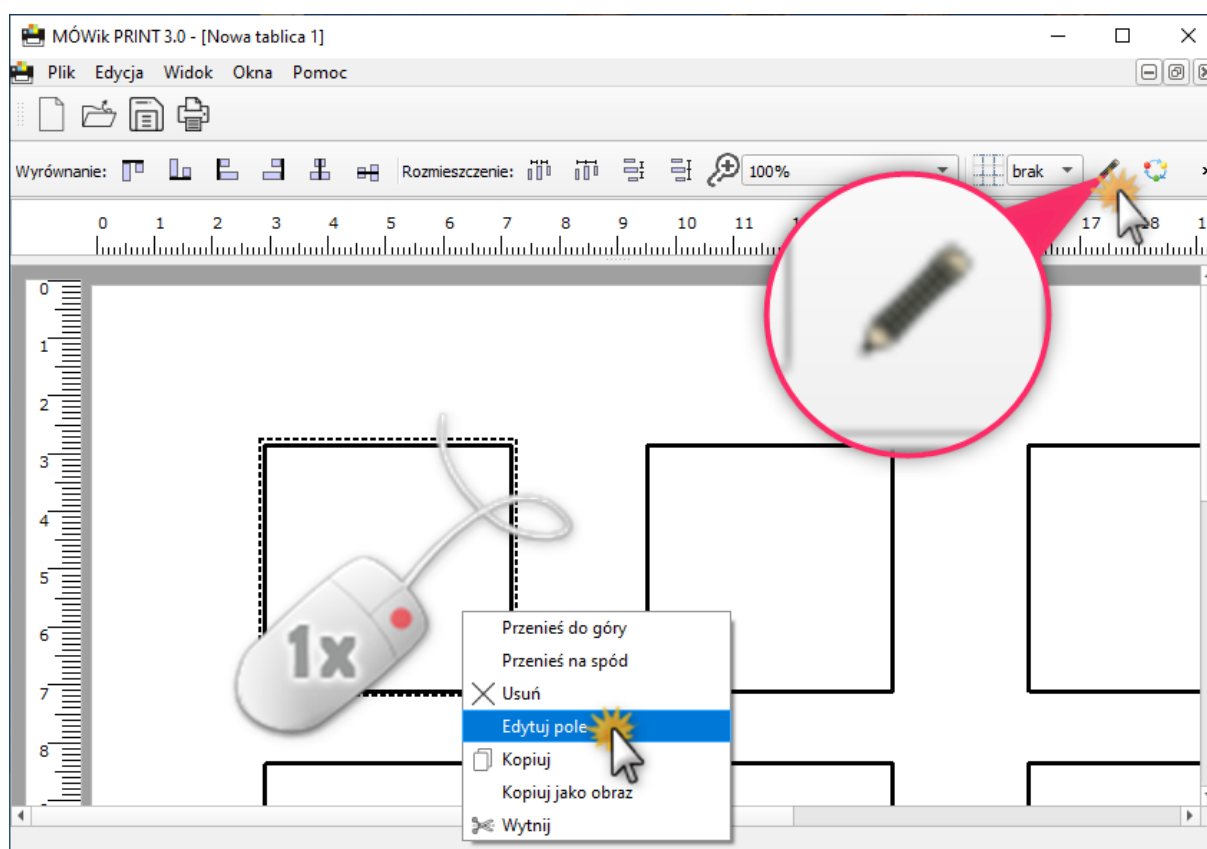 MÓWik PRINT 3.0 - [Nowa tablica 1]
Plik Edycja Widok Okna Pomoc
Wyrównanie: Rozmieszczenie: 100% brak »
0 1 2 3 4 5 6 7 8 9 10 11 17 18
0
1
2
3
4
5
6
7
8
1x
Przenieś do góry
Przenieś na spód
Usuń
Edytuj pole
Kopiuj
Kopiuj jako obraz
Wytnij